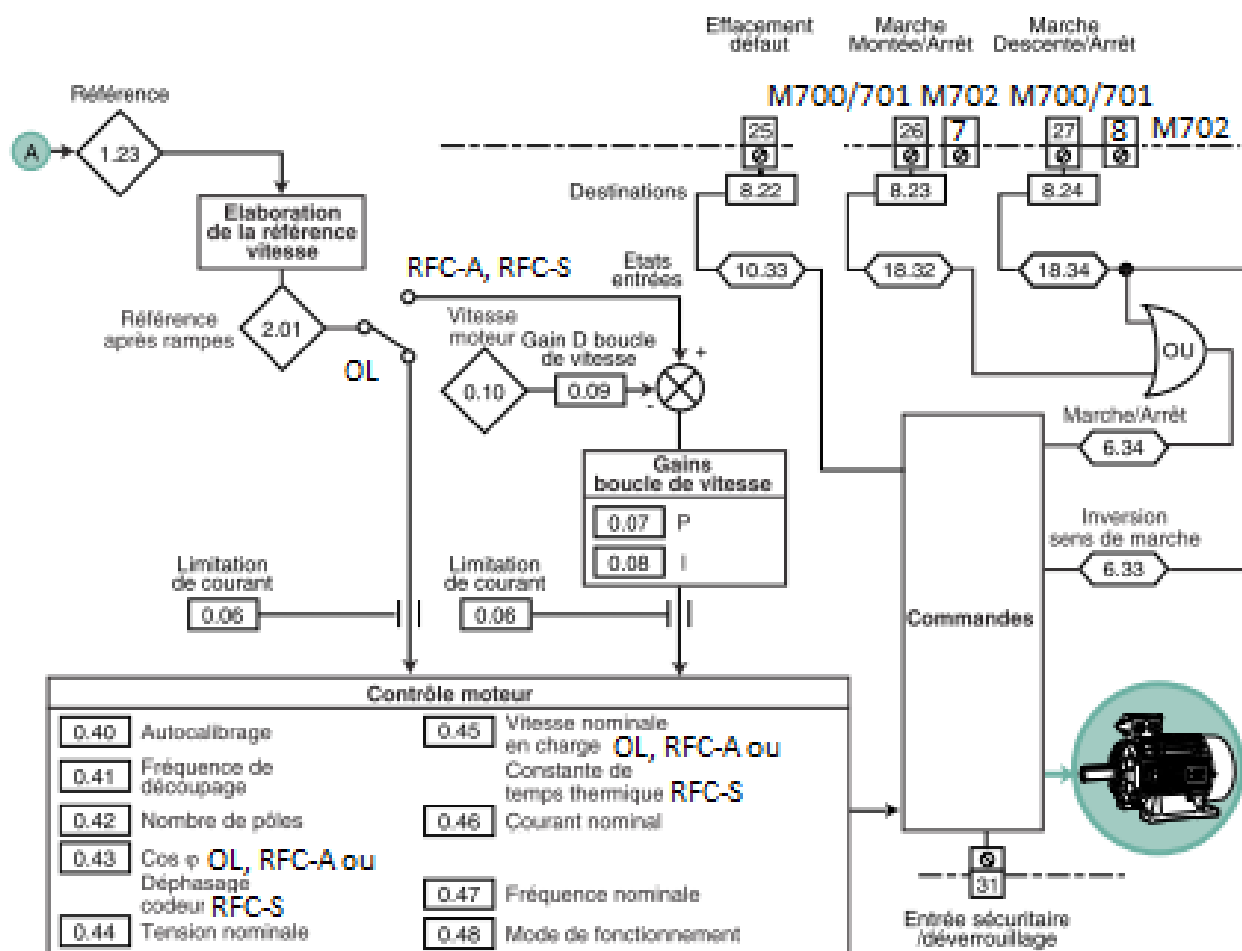 Effacement
défaut
Marche
Montée/Arrêt
Marche
Descente/Arrêt
M700/701 M702 M700/701
25
26
7
27
8
M702
Référence
A
1.23
Destinations
8.22
8.23
8.24
Elaboration
de la référence
vitesse
RFC-A, RFC-S
Etats
entrées
10.33
18.32
18.34
Référence
après rampes
2.01
OL
Vitesse
moteur
0.10
Gain D boucle
de vitesse
0.09
+
-
OU
Marche/Arrêt
6.34
Gains
boucle de vitesse
0.07 P
0.08 I
Inversion
sens de marche
6.33
Limitation
de courant
0.06
Limitation
de courant
0.06
Commandes
Contrôle moteur
0.40 Autocalibrage
0.41 Fréquence de
découpage
0.42 Nombre de pôles
0.43 Cos φ OL, RFC-A ou
Déphasage
codeur RFC-S
0.44 Tension nominale
0.45 Vitesse nominale
en charge OL, RFC-A ou
Constante de
temps thermique RFC-S
0.46 Courant nominal
0.47 Fréquence nominale
0.48 Mode de fonctionnement
31
Entrée sécuritaire
/déverrouillage